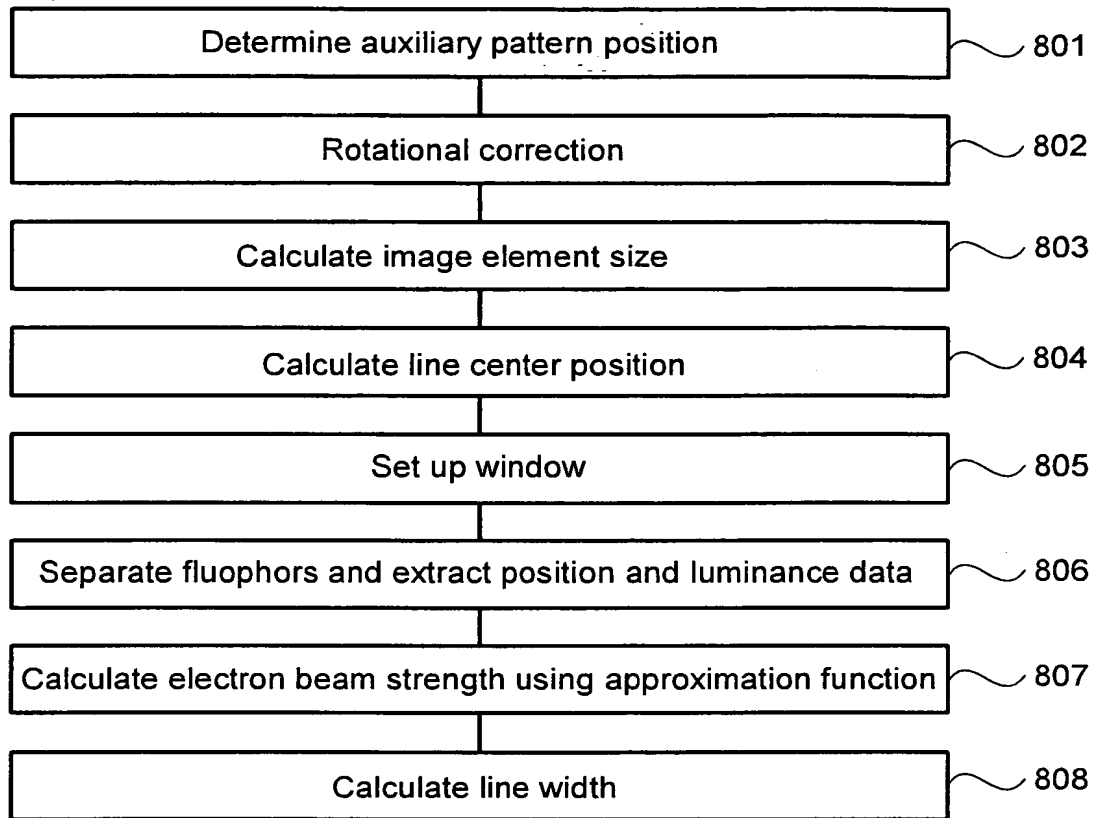 Determine auxiliary pattern position 801
Rotational correction 802
Calculate image element size 803
Calculate line center position 804
Set up window 805
Separate fluophors and extract position and luminance data 806
Calculate electron beam strength using approximation function 807
Calculate line width 808